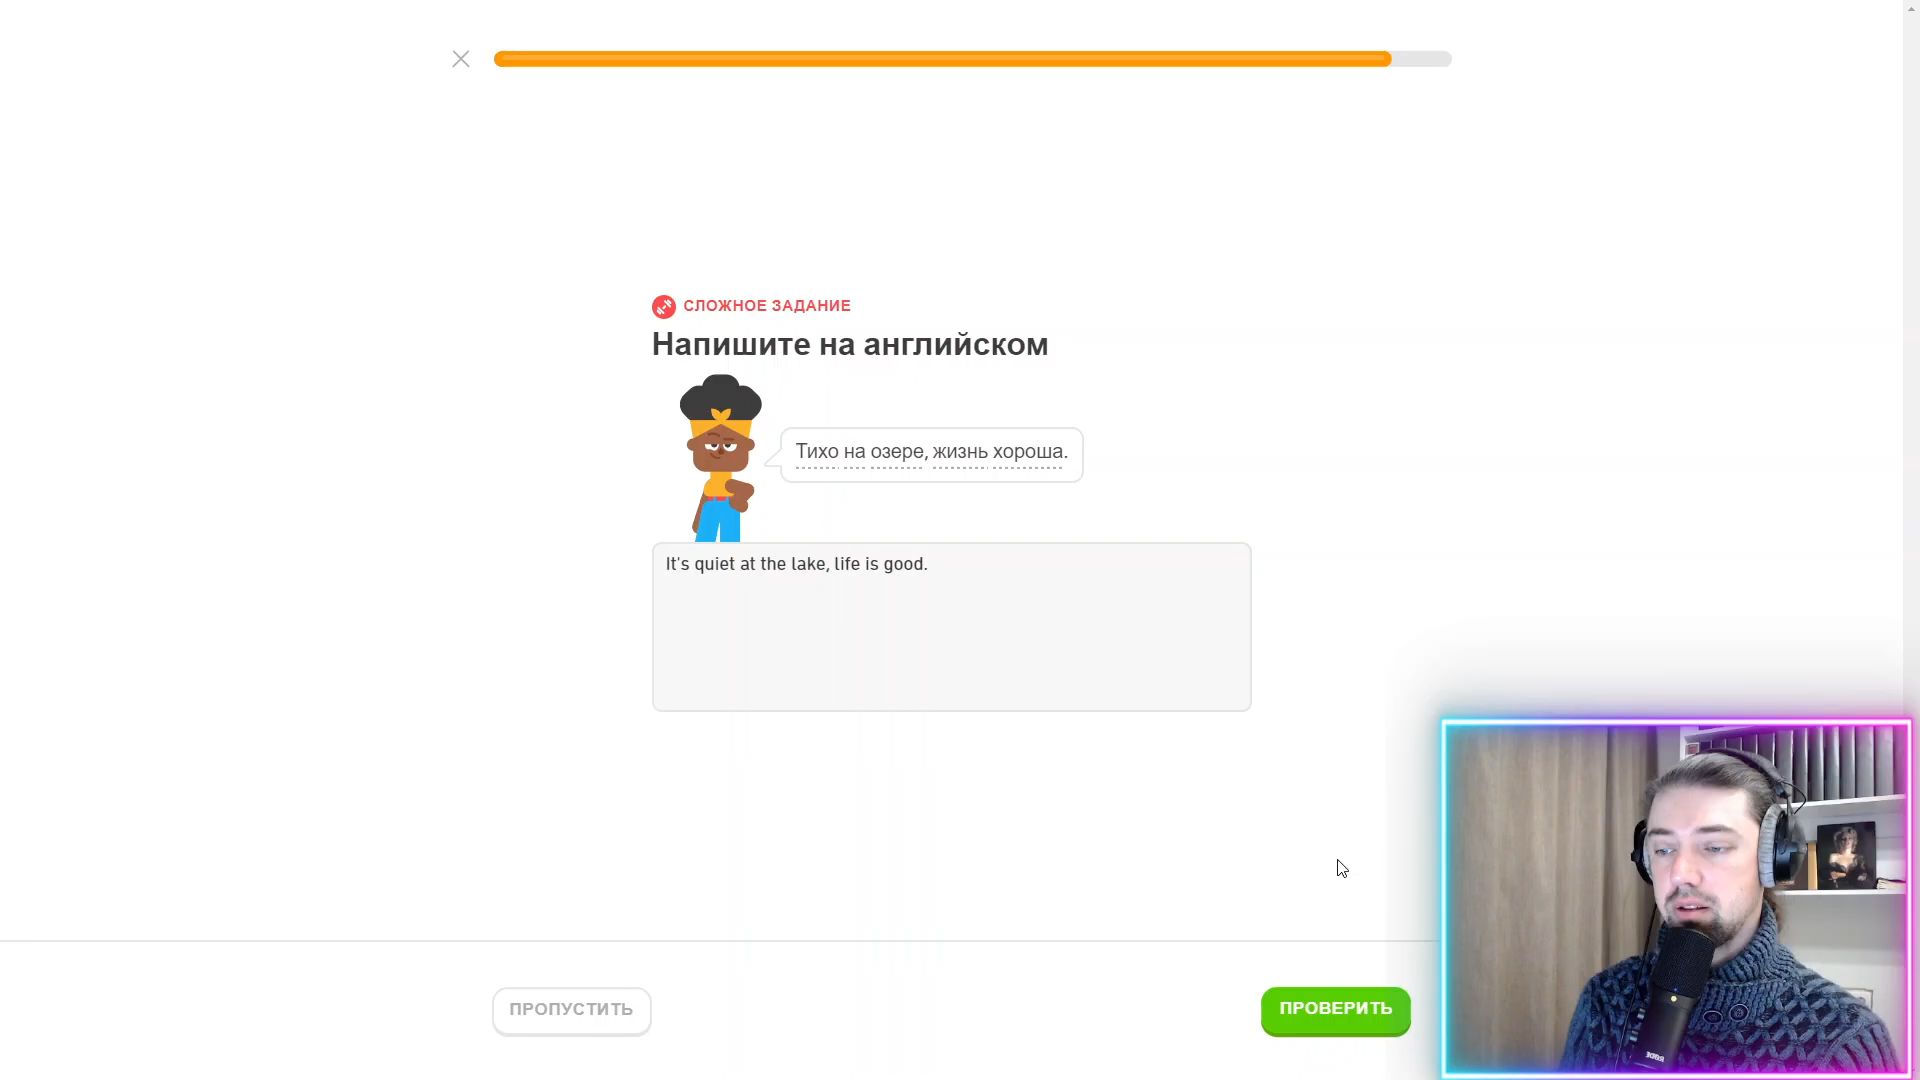 СЛОЖНОЕ ЗАДАНИЕ
Напишите на английском
Тихо на озере, жизнь хороша.
It's quiet at the lake, life is good.
ПРОПУСТИТЬ
ПРОВЕРИТЬ
RODE